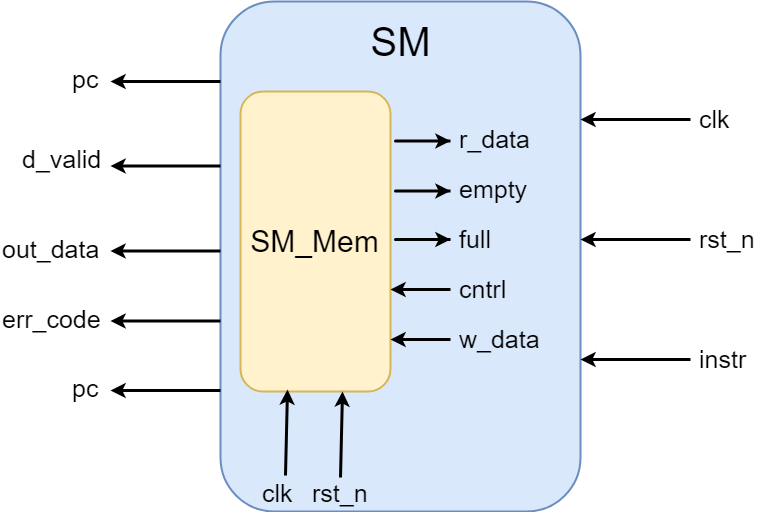 SM
pc
d_valid
out_data
err_code
pc
SM_Mem
r_data
empty
full
cntrl
w_data
clk
rst_n
clk
rst_n
instr